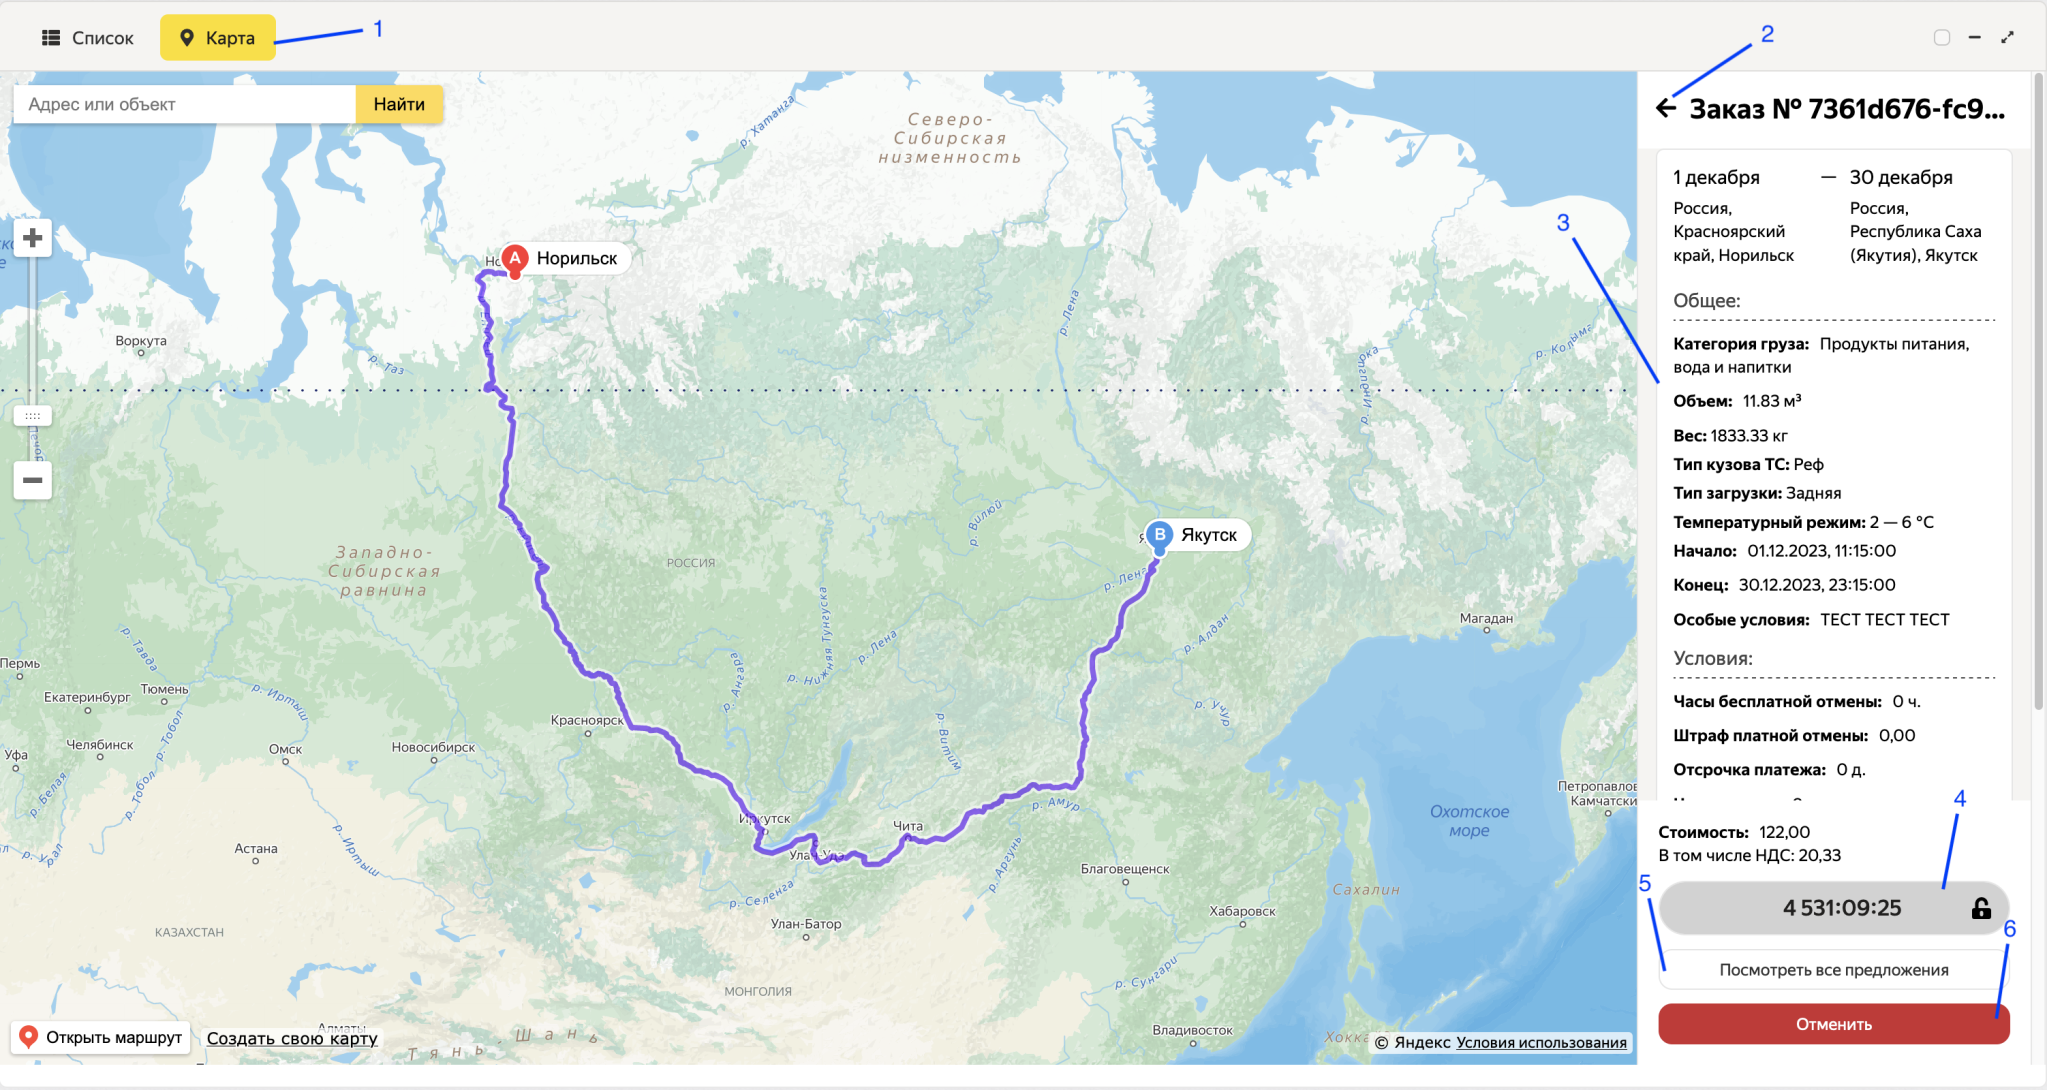 Список
Карта
1
2
Адрес или объект
Найти
Заказ № 7361d676-fc9...
1 декабря — 30 декабря
Россия,
Красноярский
край, Норильск
Россия,
Республика Саха
(Якутия), Якутск
3
Общее:
Категория груза: Продукты питания,
вода и напитки
Объем: 11.83 м³
Вес: 1833.33 кг
Тип кузова ТС: Реф
Тип загрузки: Задняя
Температурный режим: 2 — 6 °C
Начало: 01.12.2023, 11:15:00
Конец: 30.12.2023, 23:15:00
Особые условия: ТЕСТ ТЕСТ ТЕСТ
Условия:
Часы бесплатной отмены: 0 ч.
Штраф платной отмены: 0,00
Отсрочка платежа: 0 д.
4
Стоимость: 122,00
В том числе НДС: 20,33
5
4 531:09:25
6
Посмотреть все предложения
Отменить
Северо-
Сибирская
низменность
р. Хатанга
A
Норильск
Воркута
р. Таз
р. Лена
р. Колыма
р. Вилюй
B
Якутск
Западно-
Сибирская
равнина
РОССИЯ
р. Лена
р. Алдан
Магадан
р. Нижняя Тунгуска
р. Лена
р. Ангара
р. Тавда
Пермь
Екатеринбург
Тюмень
р. Иртыш
р. Тобол
Красноярск
р. Витим
р. Учур
Уфа
Челябинск
Омск
Новосибирск
р. Белая
р. Тобол
Иркутск
Чита
р. Амур
Охотское
море
р. Урал
р. Иртыш
Астана
Улан-Удэ
р. Аргунь
Благовещенск
Сахалин
р. Селенга
Улан-Батор
Хабаровск
КАЗАХСТАН
МОНГОЛИЯ
р. Сунгари
Алматы
Тянь-Шань
Владивосток
Открыть маршрут
Создать свою карту
© Яндекс Условия использования